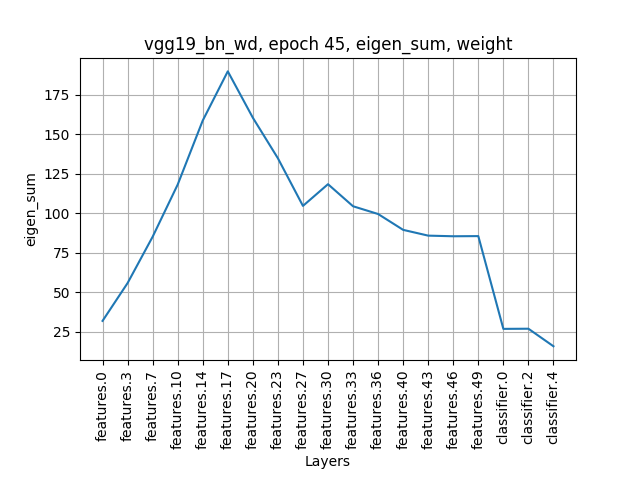 vgg19_bn_wd, epoch 45, eigen_sum, weight
eigen_sum
175
150
125
100
75
50
25
features.0
features.3
features.7
features.10
features.14
features.17
features.20
features.23
features.27
features.30
features.33
features.36
features.40
features.43
features.46
features.49
classifier.0
classifier.2
classifier.4
Layers